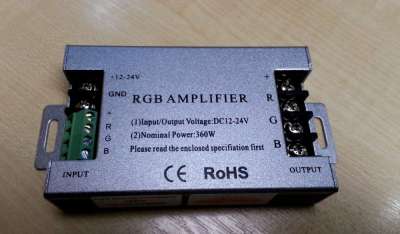 +12-24V
GND
RGB AMPLIFIER
+
R
G
B
(1)Input/Output Voltage:DC12-24V
(2)Nominal Power:360W
Please read the enclosed specifiation first
INPUT
CE RoHS
+
R
G
B
OUTPUT